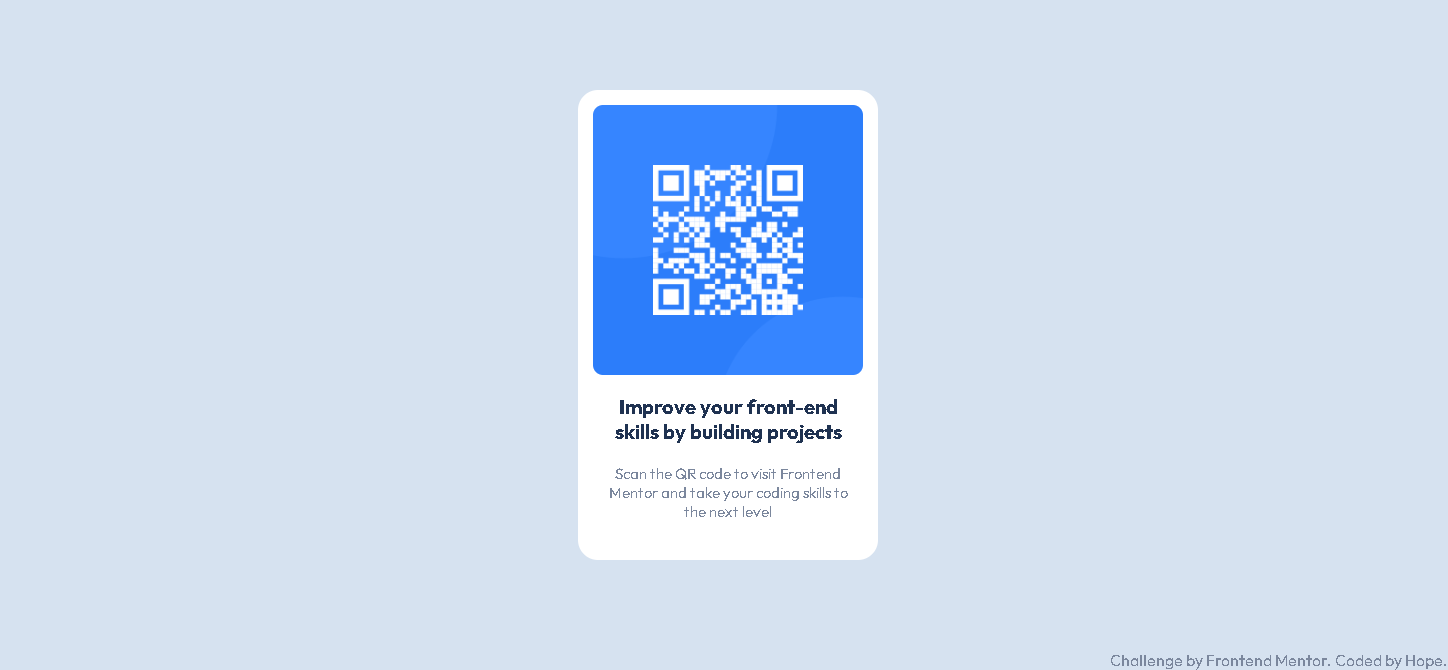 Improve your front-end
skills by building projects
Scan the QR code to visit Frontend
Mentor and take your coding skills to
the next level
Challenge by Frontend Mentor. Coded by Hope.